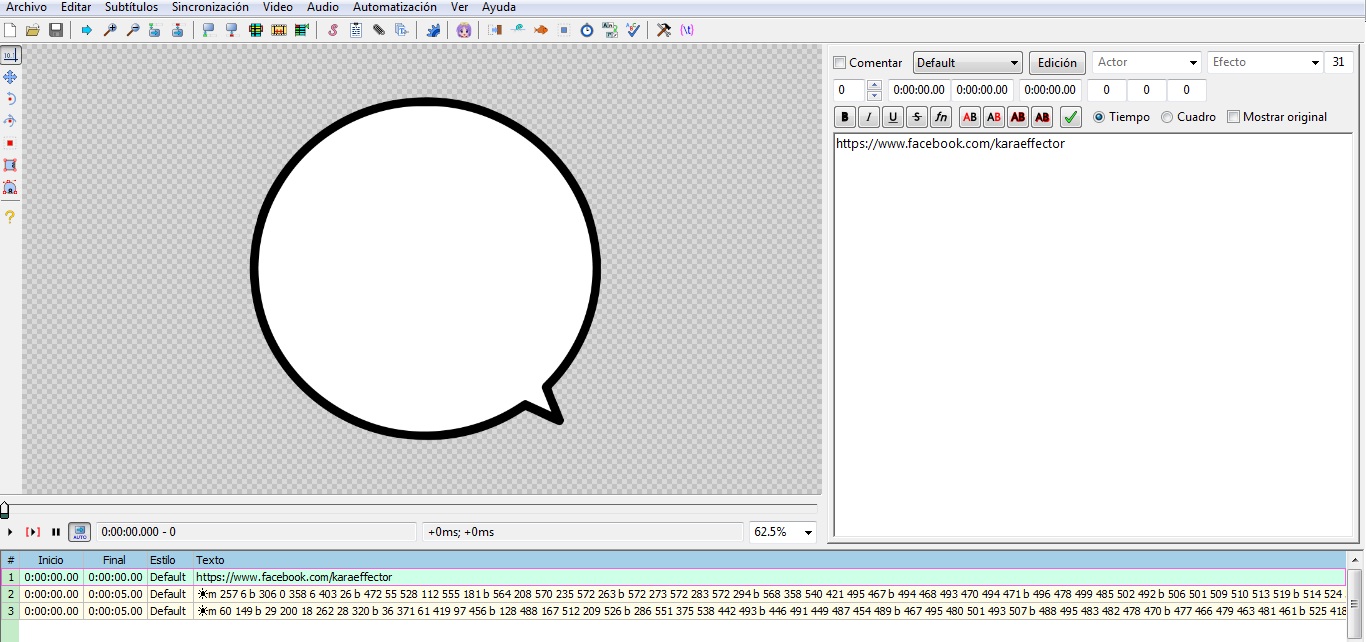 Archivo Editar Subtítulos Sincronización Video Audio Automatización Ver Ayuda
Comentar Default Edición Actor Efecto 31
0 0:00:00.00 0:00:00.00 0:00:00.00 0 0 0
B I U S fn AB AB AB AB Tiempo Cuadro Mostrar original
https://www.facebook.com/karaeffector
0:00:00.000 - 0 +0ms; +0ms 62.5%
# Inicio Final Estilo Texto
1 0:00:00.00 0:00:00.00 Default https://www.facebook.com/karaeffector
2 0:00:00.00 0:00:05.00 Default ☀m 257 6 b 306 0 358 6 403 26 b 472 55 528 112 555 181 b 564 208 570 235 572 263 b 572 273 572 283 572 294 b 568 358 540 421 495 467 b 494 468 493 470 494 471 b 496 478 499 485 502 492 b 506 501 509 510 513 519 b 514 524
3 0:00:00.00 0:00:05.00 Default ☀m 60 149 b 29 200 18 262 28 320 b 36 371 61 419 97 456 b 128 488 167 512 209 526 b 286 551 375 538 442 493 b 446 491 449 487 454 489 b 467 495 480 501 493 507 b 488 495 483 482 478 470 b 477 466 479 463 481 461 b 525 418